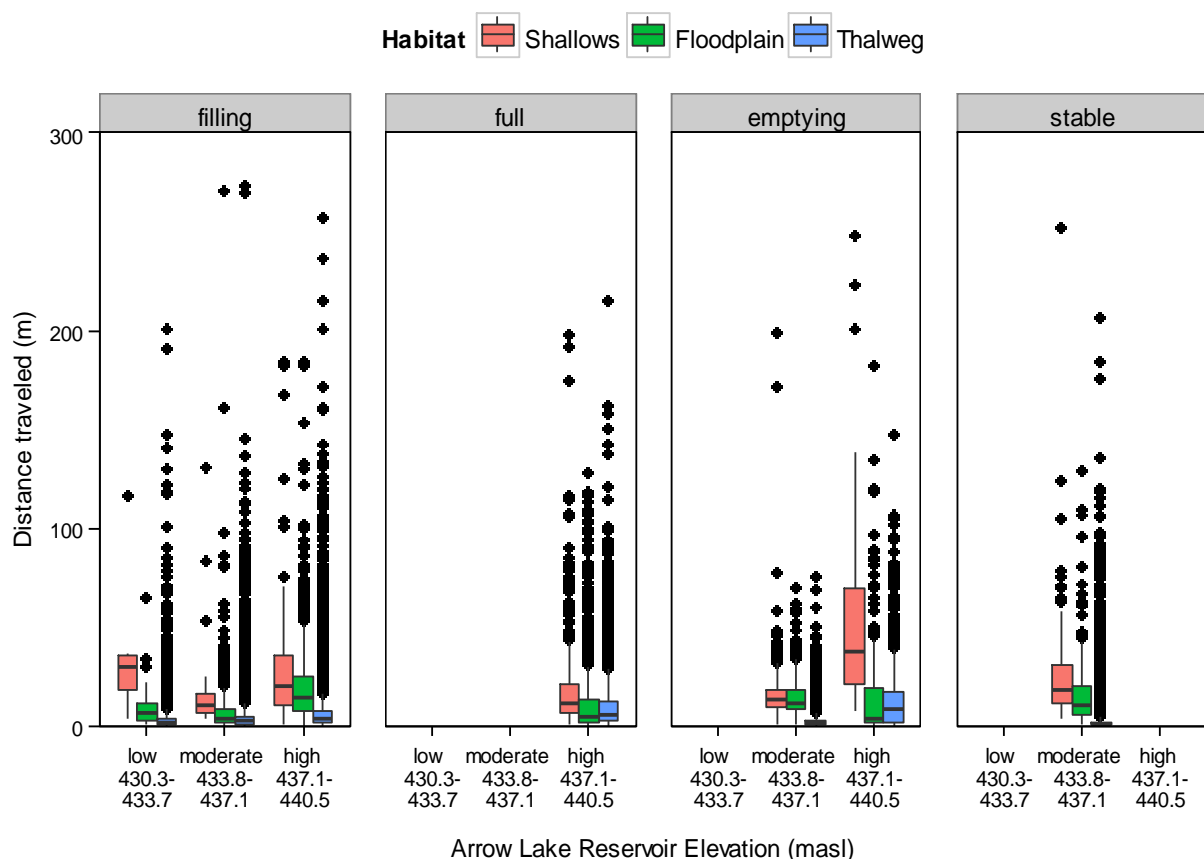 Habitat Shallows Floodplain Thalweg
filling full emptying stable
300
200
100
0
Distance traveled (m)
low moderate high low moderate high low moderate high low moderate high
430.3- 433.8- 437.1- 430.3- 433.8- 437.1- 430.3- 433.8- 437.1- 430.3- 433.8- 437.1-
433.7 437.1 440.5 433.7 437.1 440.5 433.7 437.1 440.5 433.7 437.1 440.5
Arrow Lake Reservoir Elevation (masl)